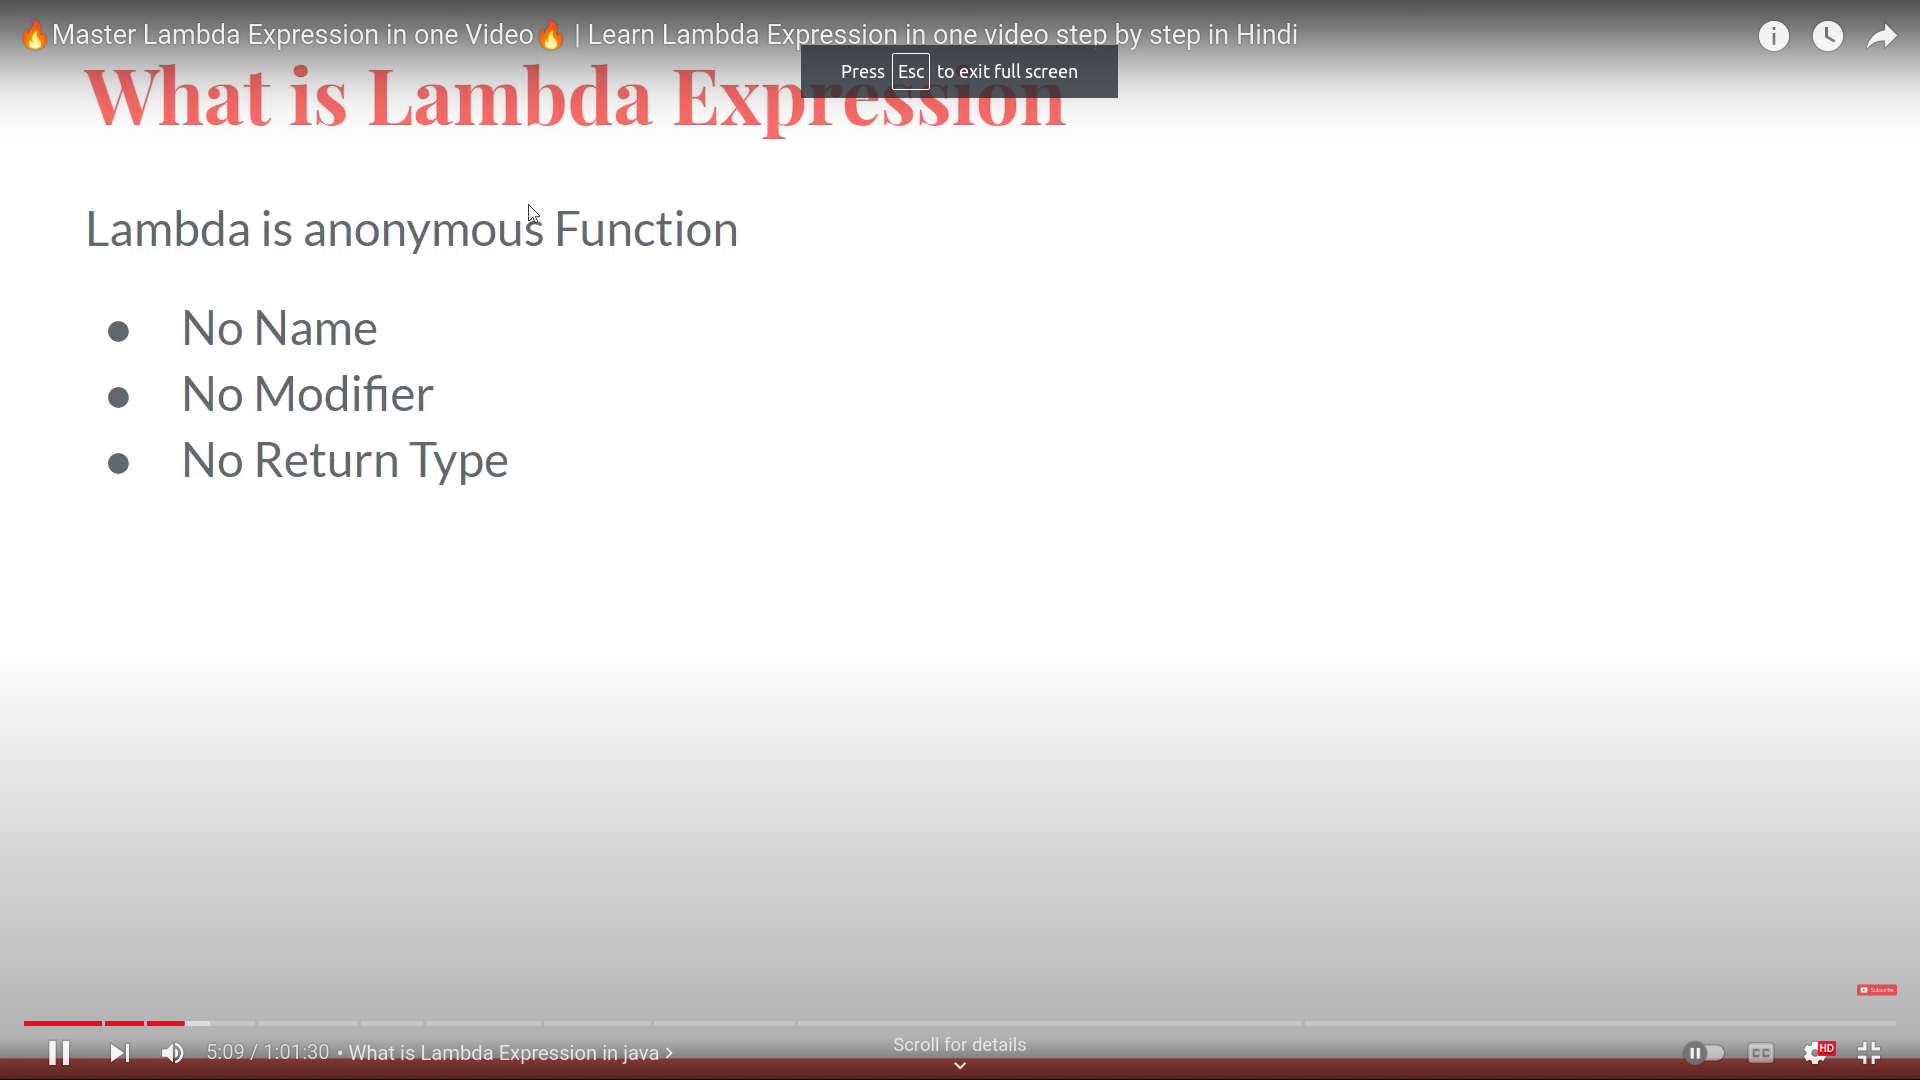 🔥Master Lambda Expression in one Video🔥 | Learn Lambda Expression in one video step by step in Hindi
Press Esc to exit full screen
What is Lambda Expression
Lambda is anonymous Function
● No Name
● No Modifier
● No Return Type
Subscribe
5:09 / 1:01:30 • What is Lambda Expression in java >
Scroll for details
CC
HD